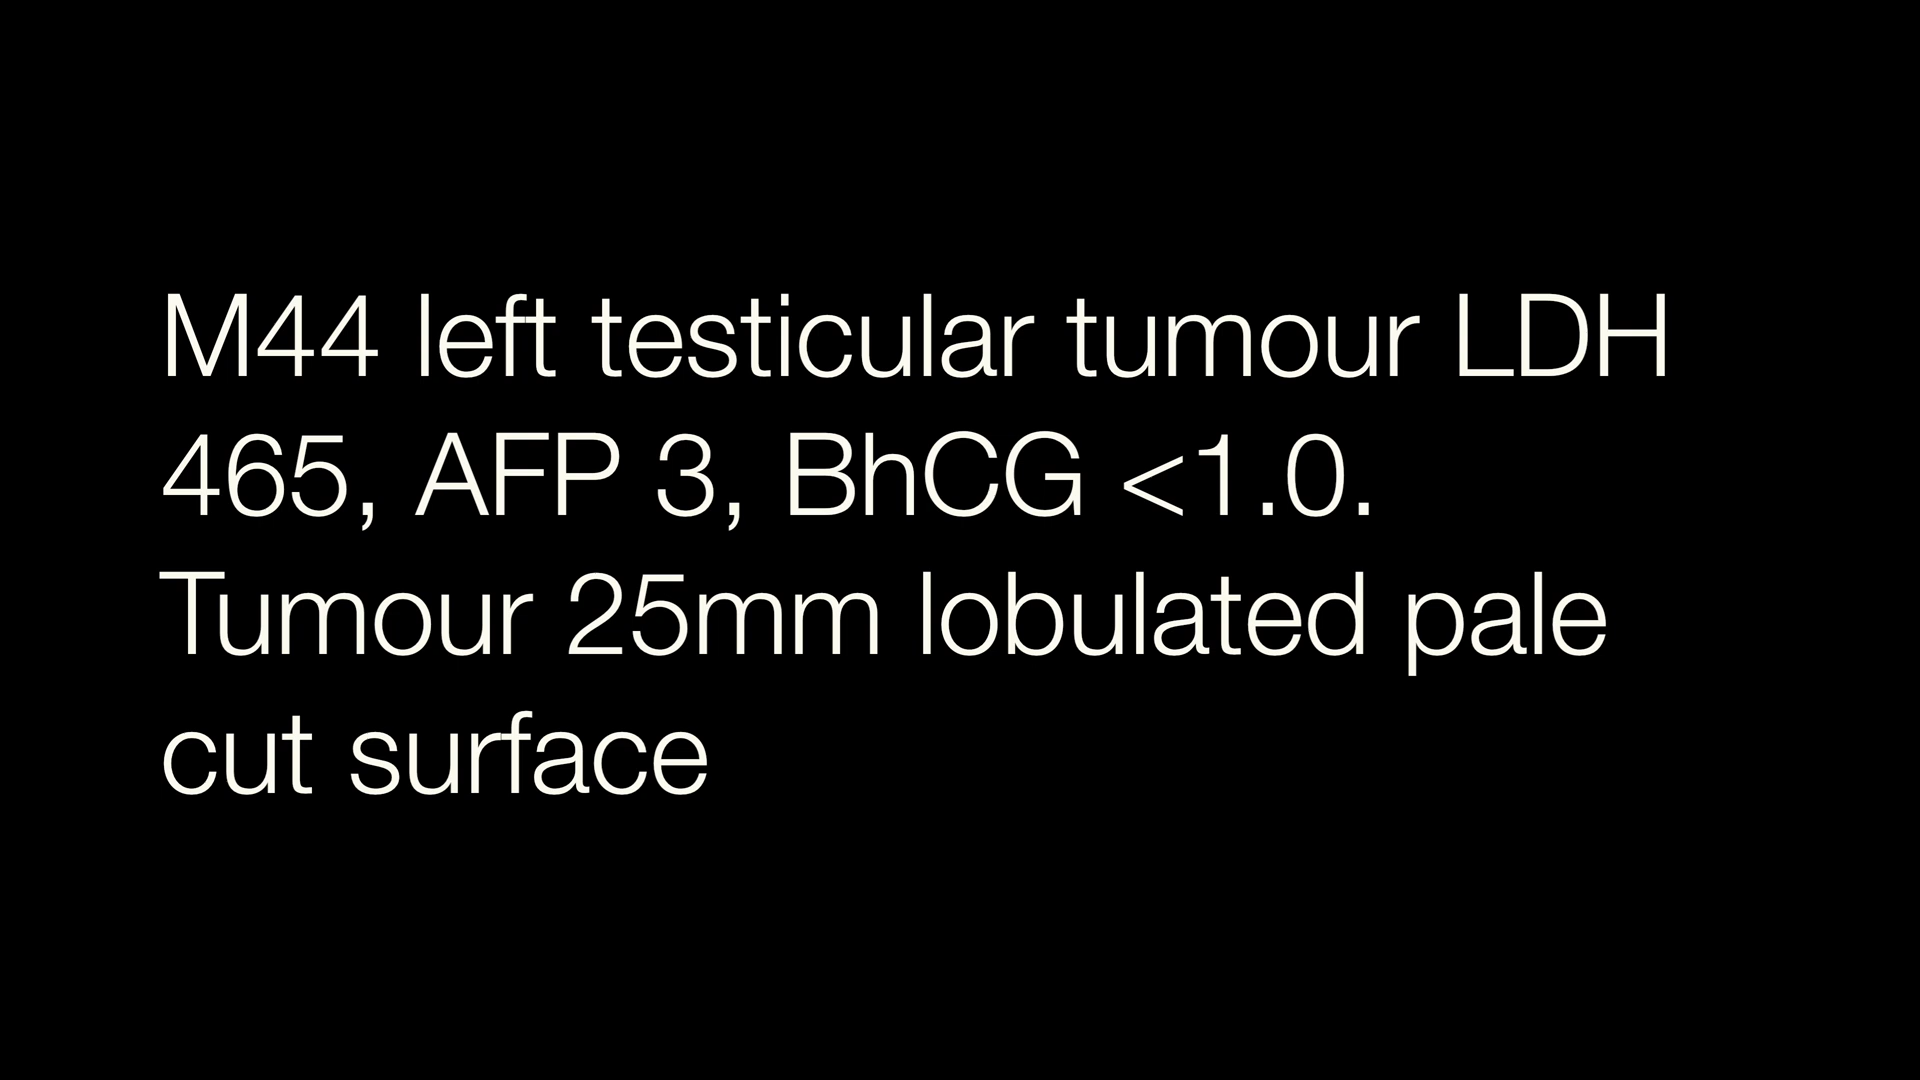 M44 left testicular tumour LDH
465, AFP 3, BhCG <1.0.
Tumour 25mm lobulated pale
cut surface